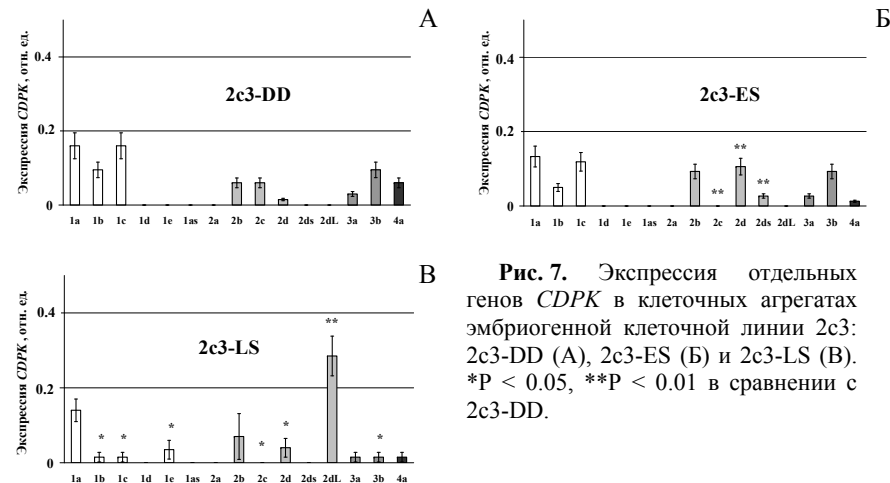 А
Экспрессия CDPK, отн. ед.
0.4
0.2
0
2c3-DD
1a 1b 1c 1d 1e 1as 2a 2b 2c 2d 2ds 2dL 3a 3b 4a
Б
Экспрессия CDPK, отн. ед.
0.4
0.2
0
2c3-ES
** ** **
1a 1b 1c 1d 1e 1as 2a 2b 2c 2d 2ds 2dL 3a 3b 4a
В
Экспрессия CDPK, отн. ед.
0.4
0.2
0
2c3-LS
* * * * * ** *
1a 1b 1c 1d 1e 1as 2a 2b 2c 2d 2ds 2dL 3a 3b 4a
Рис. 7. Экспрессия отдельных
генов CDPK в клеточных агрегатах
эмбриогенной клеточной линии 2c3:
2c3-DD (А), 2c3-ES (Б) и 2c3-LS (В).
*P < 0.05, **P < 0.01 в сравнении с
2c3-DD.